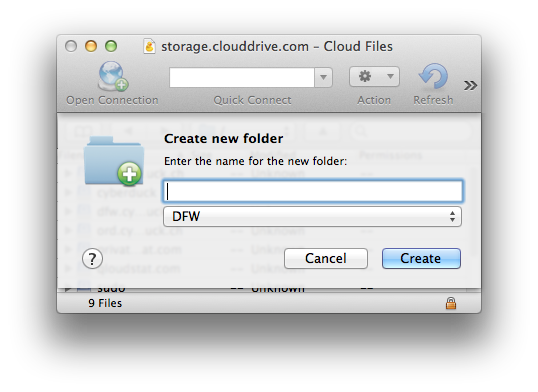 storage.clouddrive.com – Cloud Files
Open Connection
Quick Connect
Action
Refresh
Create new folder
Enter the name for the new folder:
DFW
?
Cancel
Create
sudo -- Unknown --
9 Files